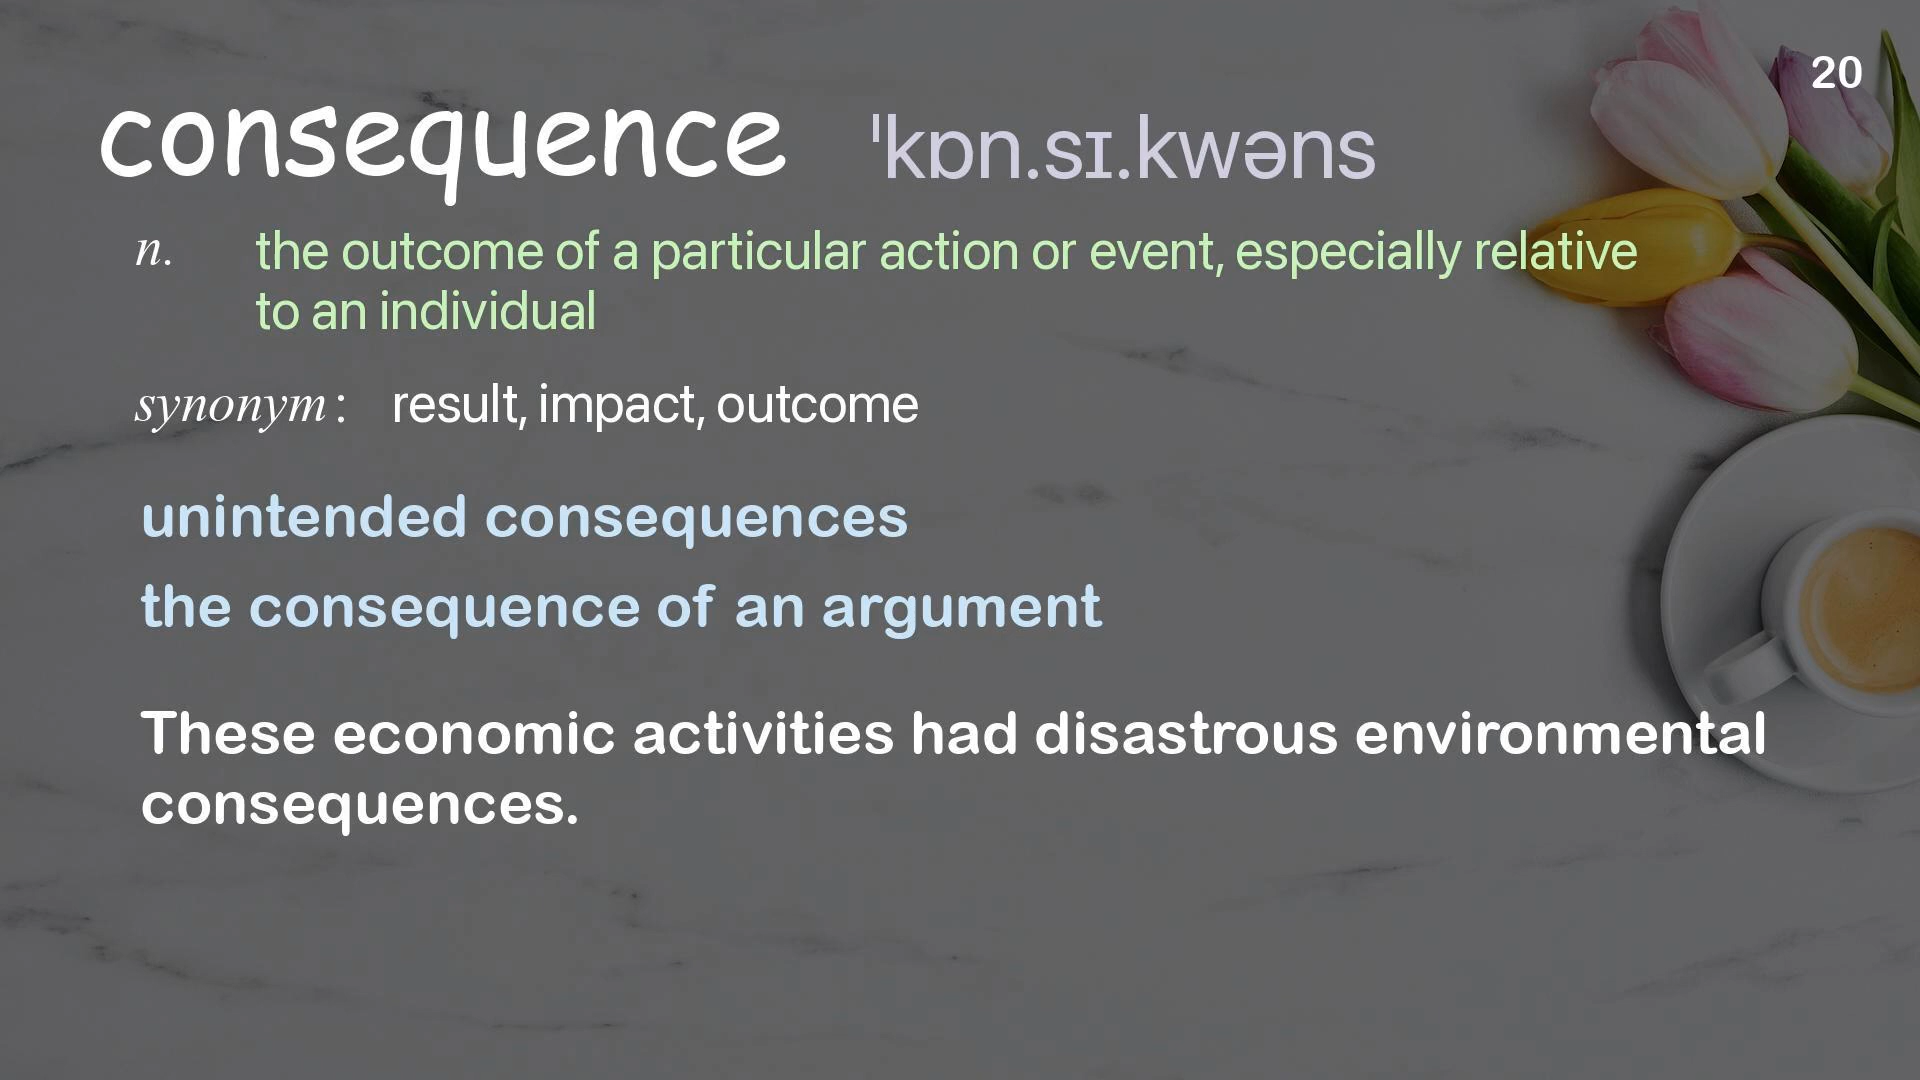 20
consequence ˈkɒn.sɪ.kwəns
n. the outcome of a particular action or event, especially relative
to an individual
synonym: result, impact, outcome
unintended consequences
the consequence of an argument
These economic activities had disastrous environmental
consequences.